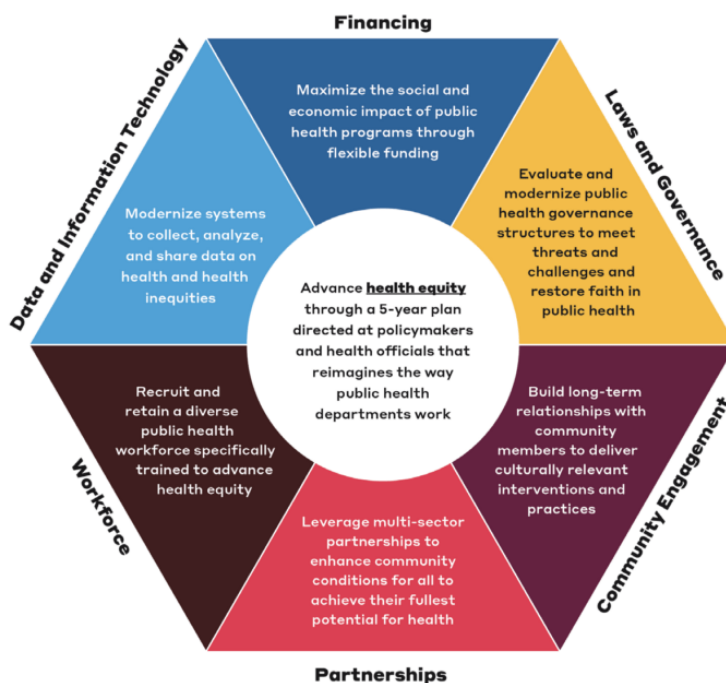 Financing
Maximize the social and
economic impact of public
health programs through
flexible funding
Laws and Governance
Evaluate and
modernize public
health governance
structures to meet
threats and
challenges and
restore faith in
public health
Community Engagement
Build long-term
relationships with
community
members to deliver
culturally relevant
interventions and
practices
Partnerships
Leverage multi-sector
partnerships to
enhance community
conditions for all to
achieve their fullest
potential for health
Workforce
Recruit and
retain a diverse
public health
workforce specifically
trained to advance
health equity
Data and Information Technology
Modernize systems
to collect, analyze,
and share data on
health and health
inequities
Advance health equity
through a 5-year plan
directed at policymakers
and health officials that
reimagines the way
public health
departments work